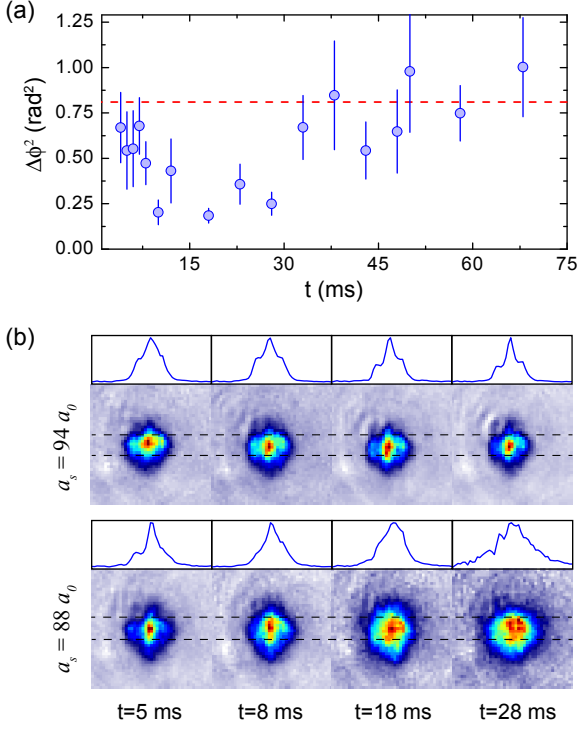 (a)
1.25
1.00
0.75
0.50
0.25
0.00
Δϕ² (rad²)
15 30 45 60 75
t (ms)
(b)
a_s = 94 a_0
a_s = 88 a_0
t=5 ms t=8 ms t=18 ms t=28 ms